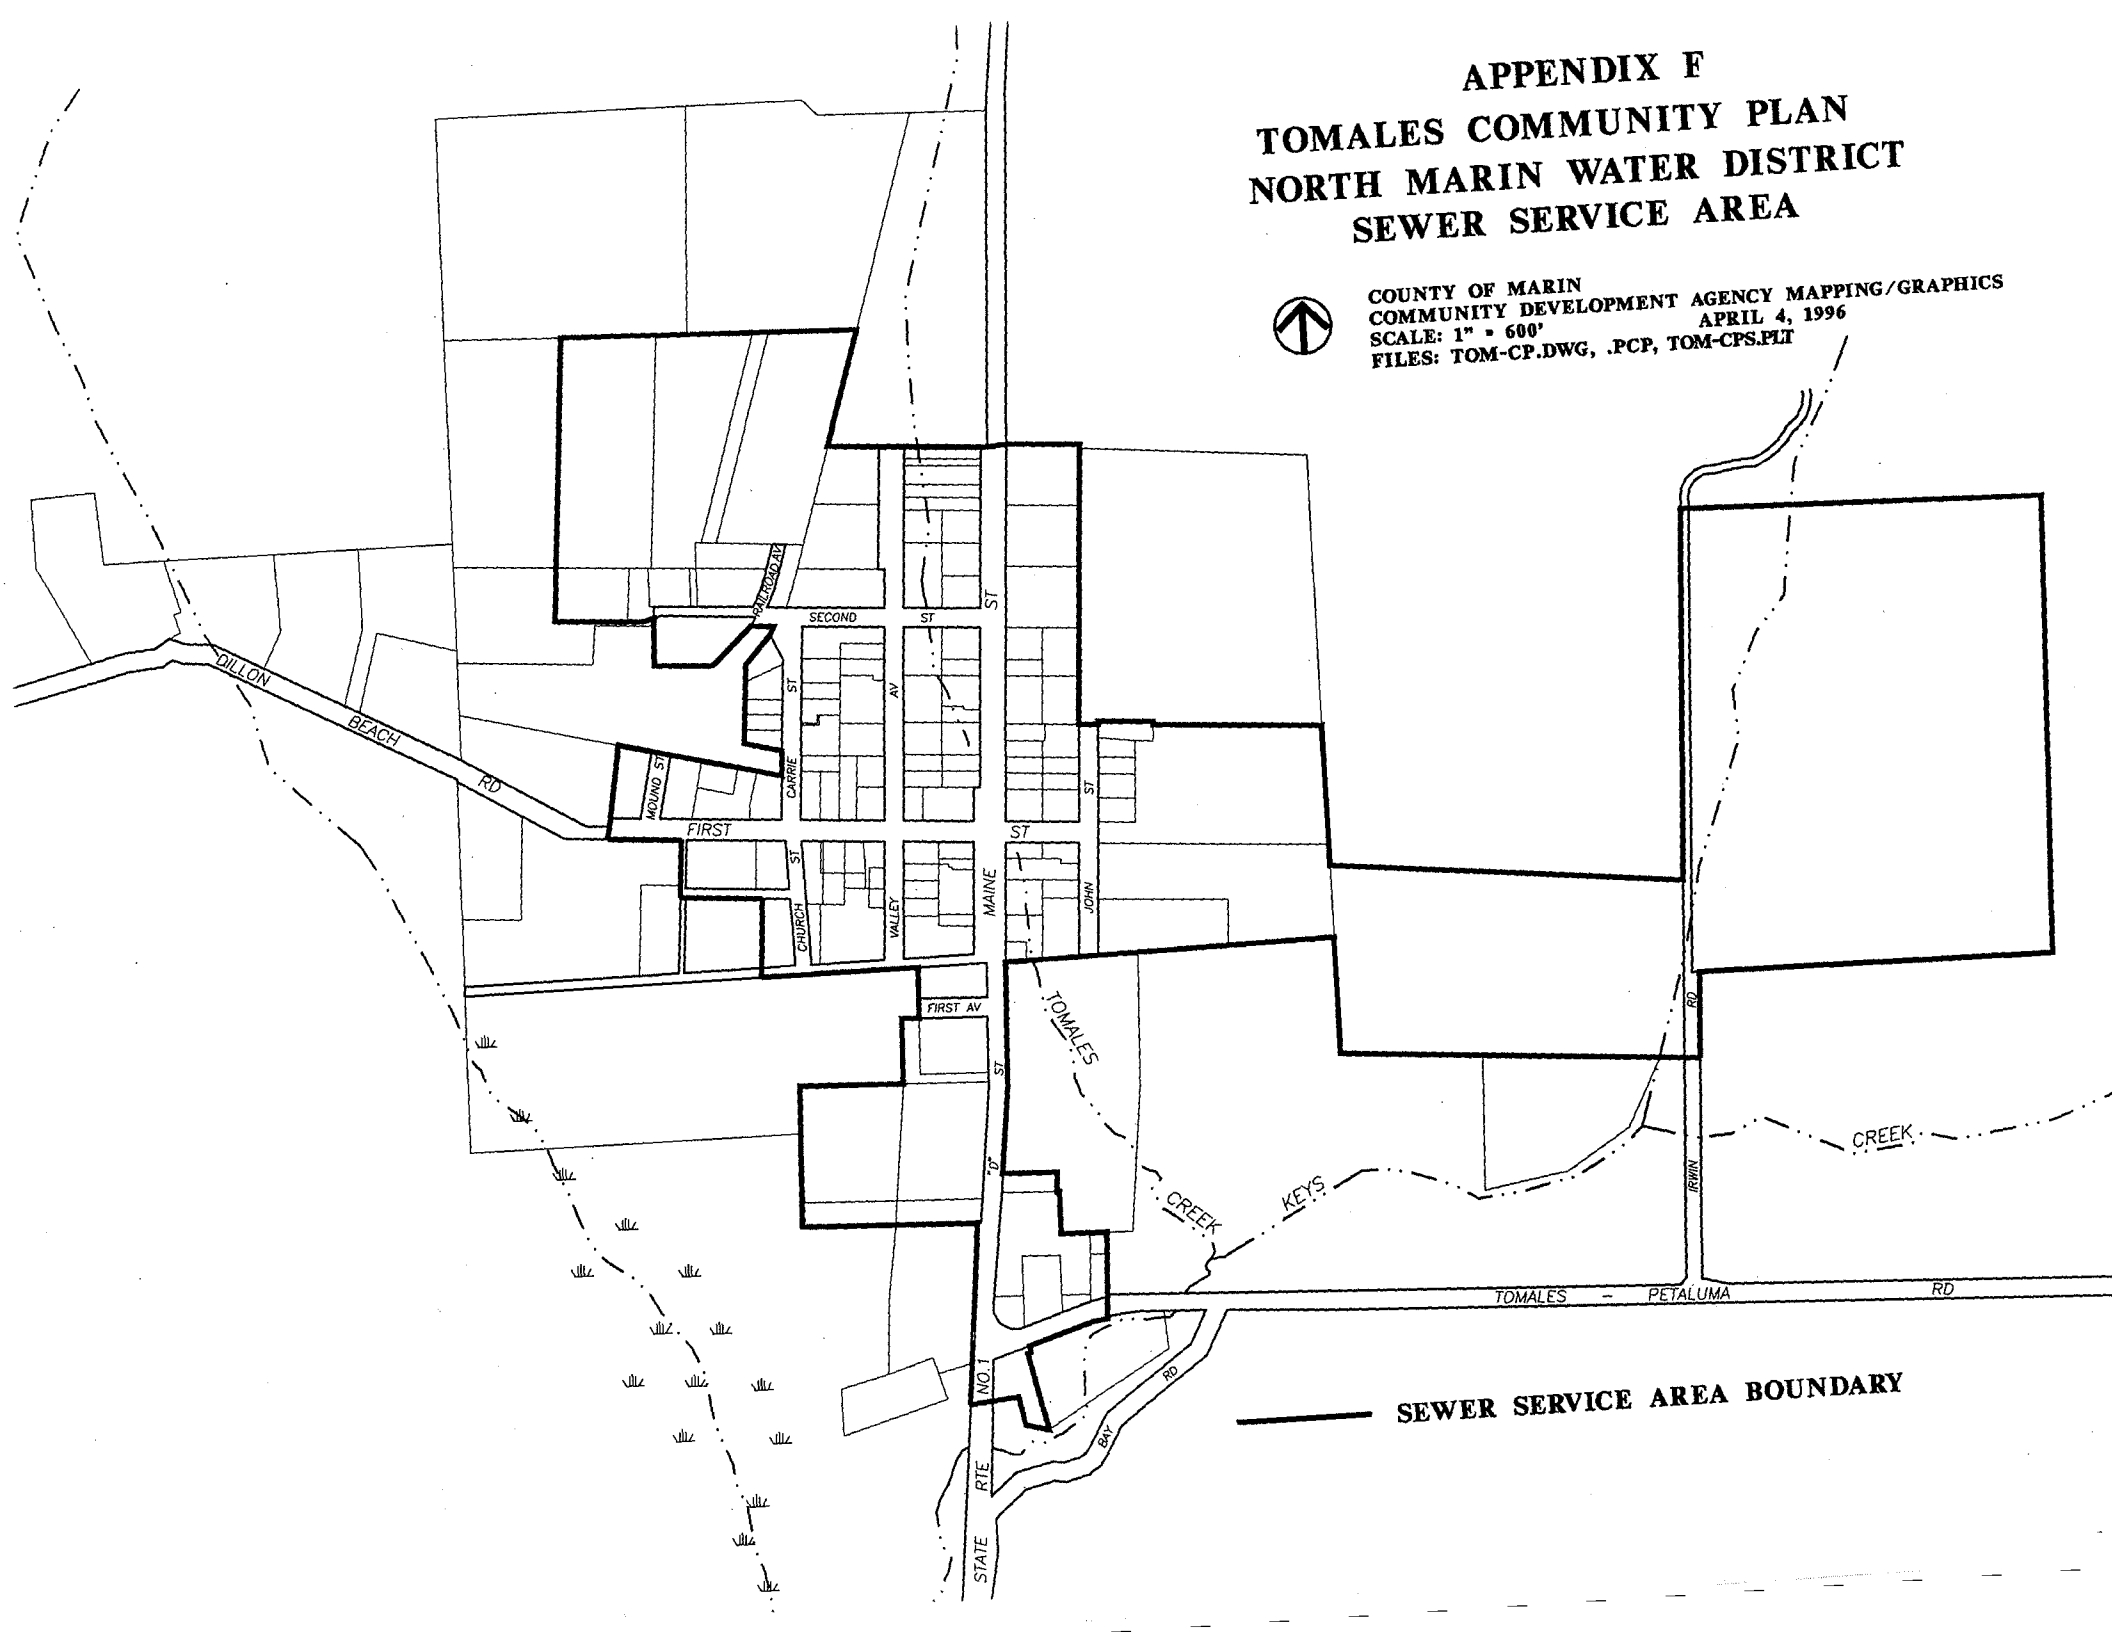 APPENDIX F
TOMALES COMMUNITY PLAN
NORTH MARIN WATER DISTRICT
SEWER SERVICE AREA
COUNTY OF MARIN
COMMUNITY DEVELOPMENT AGENCY MAPPING/GRAPHICS
SCALE: 1" = 600' APRIL 4, 1996
FILES: TOM-CP.DWG, .PCP, TOM-CPS.PLT
RAILROAD AV
ST
SECOND ST
DILLON BEACH RD
ST
AV
MOUND ST
CARRIE
ST
FIRST ST
ST
MAINE
JOHN
CHURCH
VALLEY
FIRST AV
TOMALES
RD
ST
CREEK
"D"
IRWIN
KEYS
CREEK
TOMALES - PETALUMA RD
NO. 1
RD
BAY
SEWER SERVICE AREA BOUNDARY
RTE
STATE